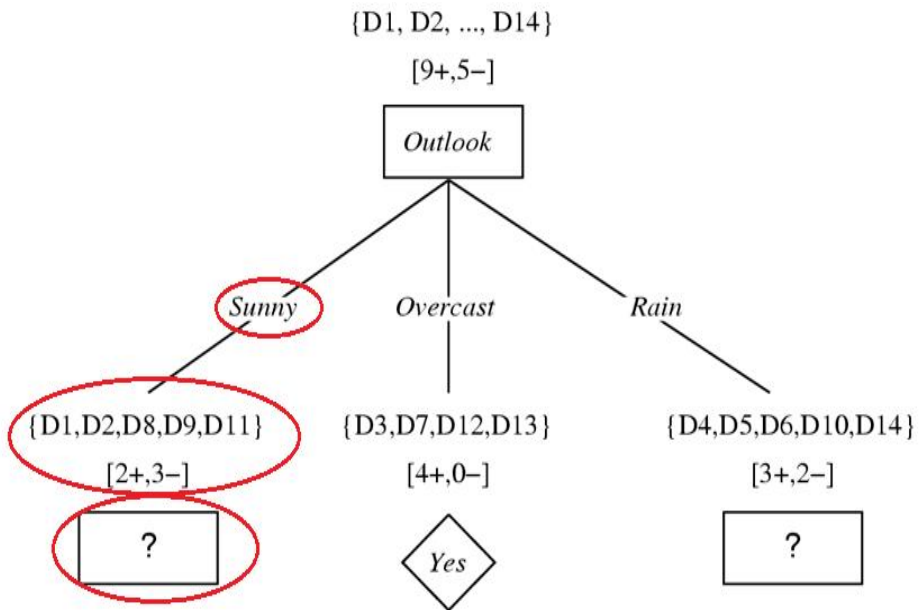 {D1, D2, ..., D14}
[9+,5−]
Outlook
Sunny
Overcast
Rain
{D1,D2,D8,D9,D11}
{D3,D7,D12,D13}
{D4,D5,D6,D10,D14}
[2+,3−]
[4+,0−]
[3+,2−]
?
Yes
?